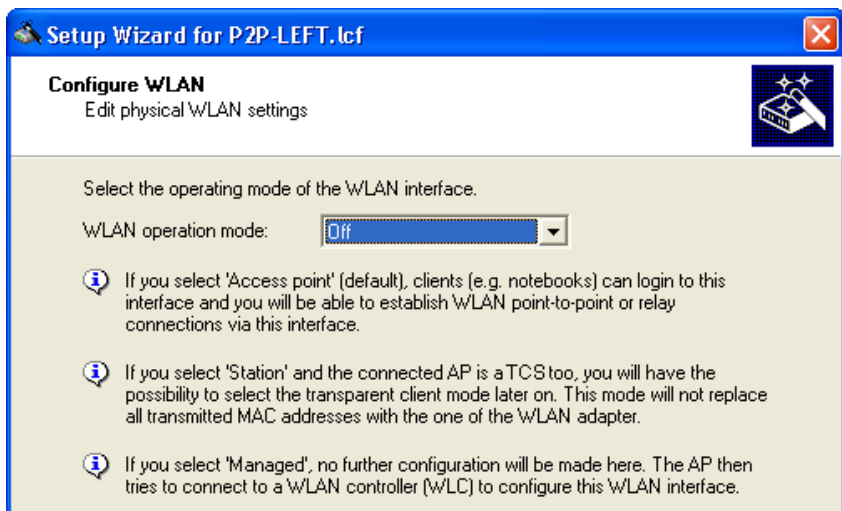 Setup Wizard for P2P-LEFT.lcf
Configure WLAN
Edit physical WLAN settings
Select the operating mode of the WLAN interface.
WLAN operation mode: Off
If you select 'Access point' (default), clients (e.g. notebooks) can login to this
interface and you will be able to establish WLAN point-to-point or relay
connections via this interface.
If you select 'Station' and the connected AP is a TCS too, you will have the
possibility to select the transparent client mode later on. This mode will not replace
all transmitted MAC addresses with the one of the WLAN adapter.
If you select 'Managed', no further configuration will be made here. The AP then
tries to connect to a WLAN controller (WLC) to configure this WLAN interface.